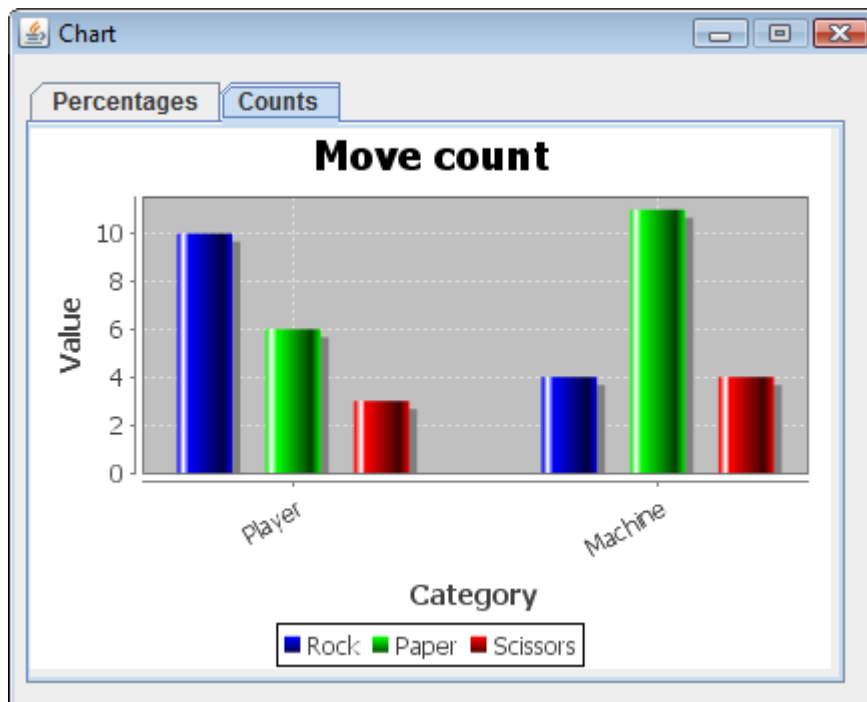 Chart
Percentages Counts
Move count
10
8
6
4
2
0
Value
Player Machine
Category
Rock Paper Scissors